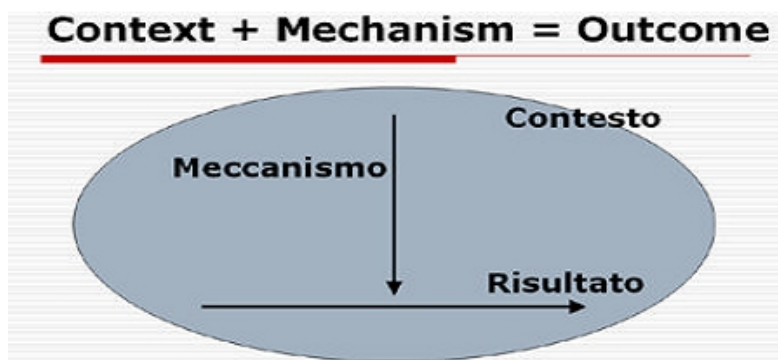 Context + Mechanism = Outcome
Contesto
Meccanismo
Risultato